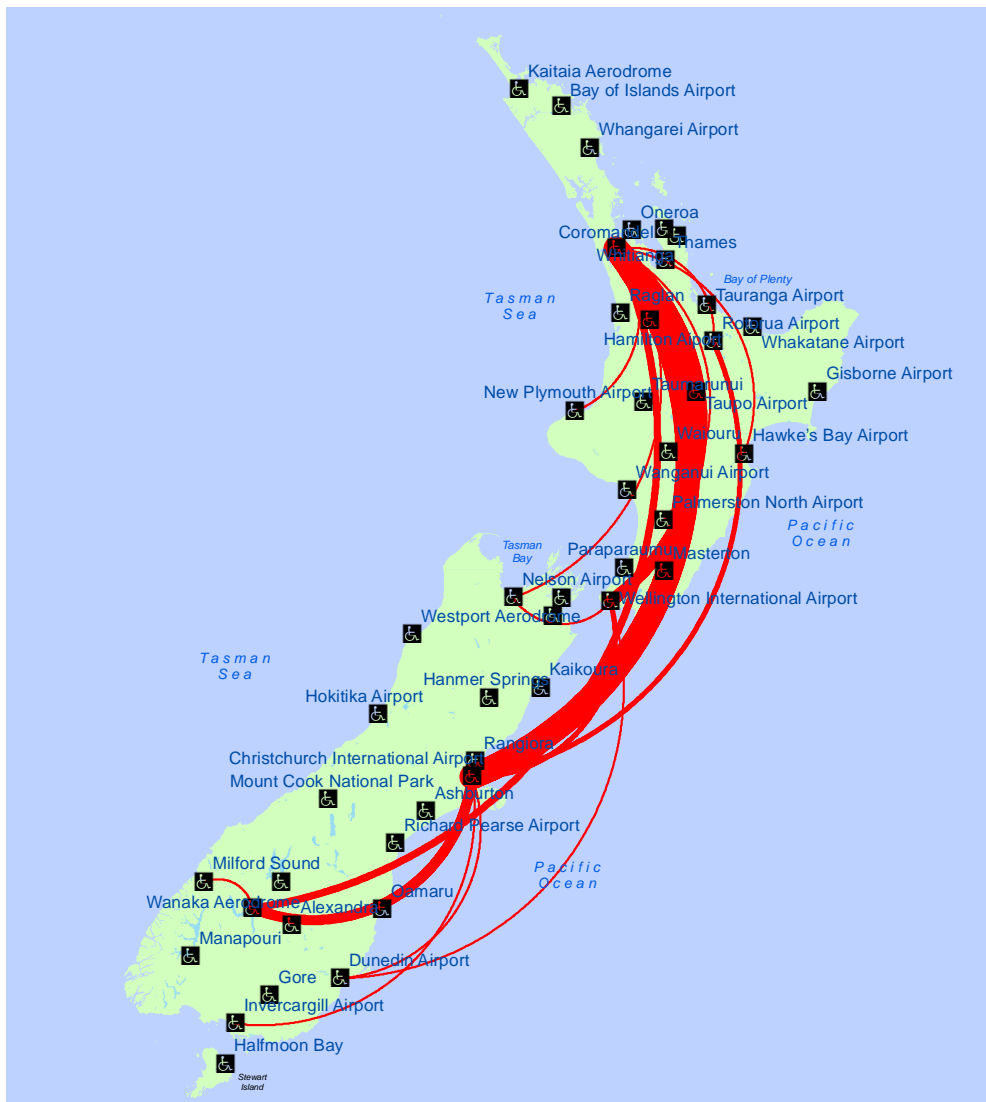 Kaitaia Aerodrome
Bay of Islands Airport
Whangarei Airport
Oneroa
Coromandel
Thames
Whitianga
Bay of Plenty
Tasman
Sea
Raglan
Tauranga Airport
Rotorua Airport
Hamilton Aiport
Whakatane Airport
Gisborne Airport
New Plymouth Airport
Taumarunui
Taupo Airport
Waiouru
Hawke's Bay Airport
Wanganui Airport
Palmerston North Airport
Pacific
Ocean
Tasman
Bay
Paraparaumu
Masterton
Nelson Airport
Wellington International Airport
Westport Aerodrome
Tasman
Sea
Hanmer Springs
Kaikoura
Hokitika Airport
Rangiora
Christchurch International Airport
Mount Cook National Park
Ashburton
Richard Pearse Airport
Pacific
Ocean
Milford Sound
Wanaka Aerodrome
Alexandra
Oamaru
Manapouri
Dunedin Airport
Gore
Invercargill Airport
Halfmoon Bay
Stewart
Island